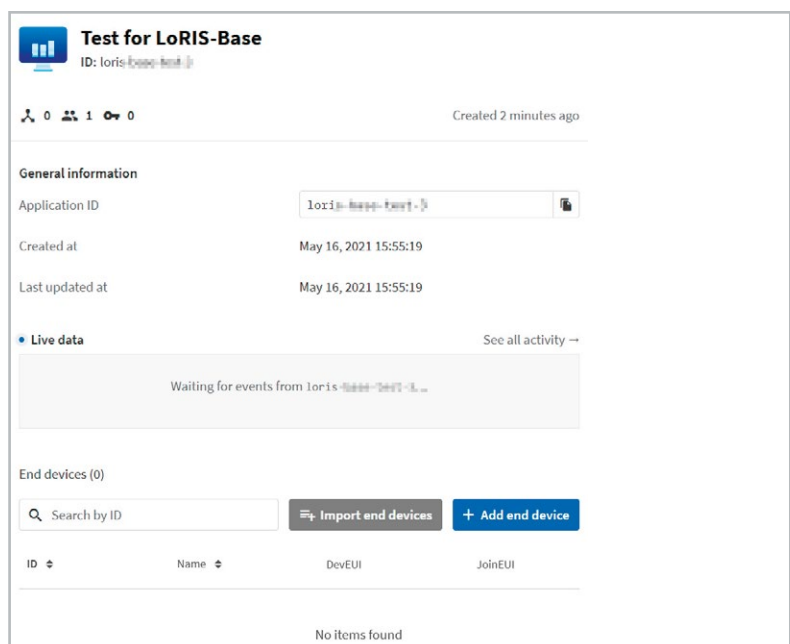 Test for LoRIS-Base
ID: loris-
0 1 0 Created 2 minutes ago
General information
Application ID loris-
Created at May 16, 2021 15:55:19
Last updated at May 16, 2021 15:55:19
Live data See all activity →
Waiting for events from loris-
End devices (0)
Search by ID Import end devices + Add end device
ID Name DevEUI JoinEUI
No items found